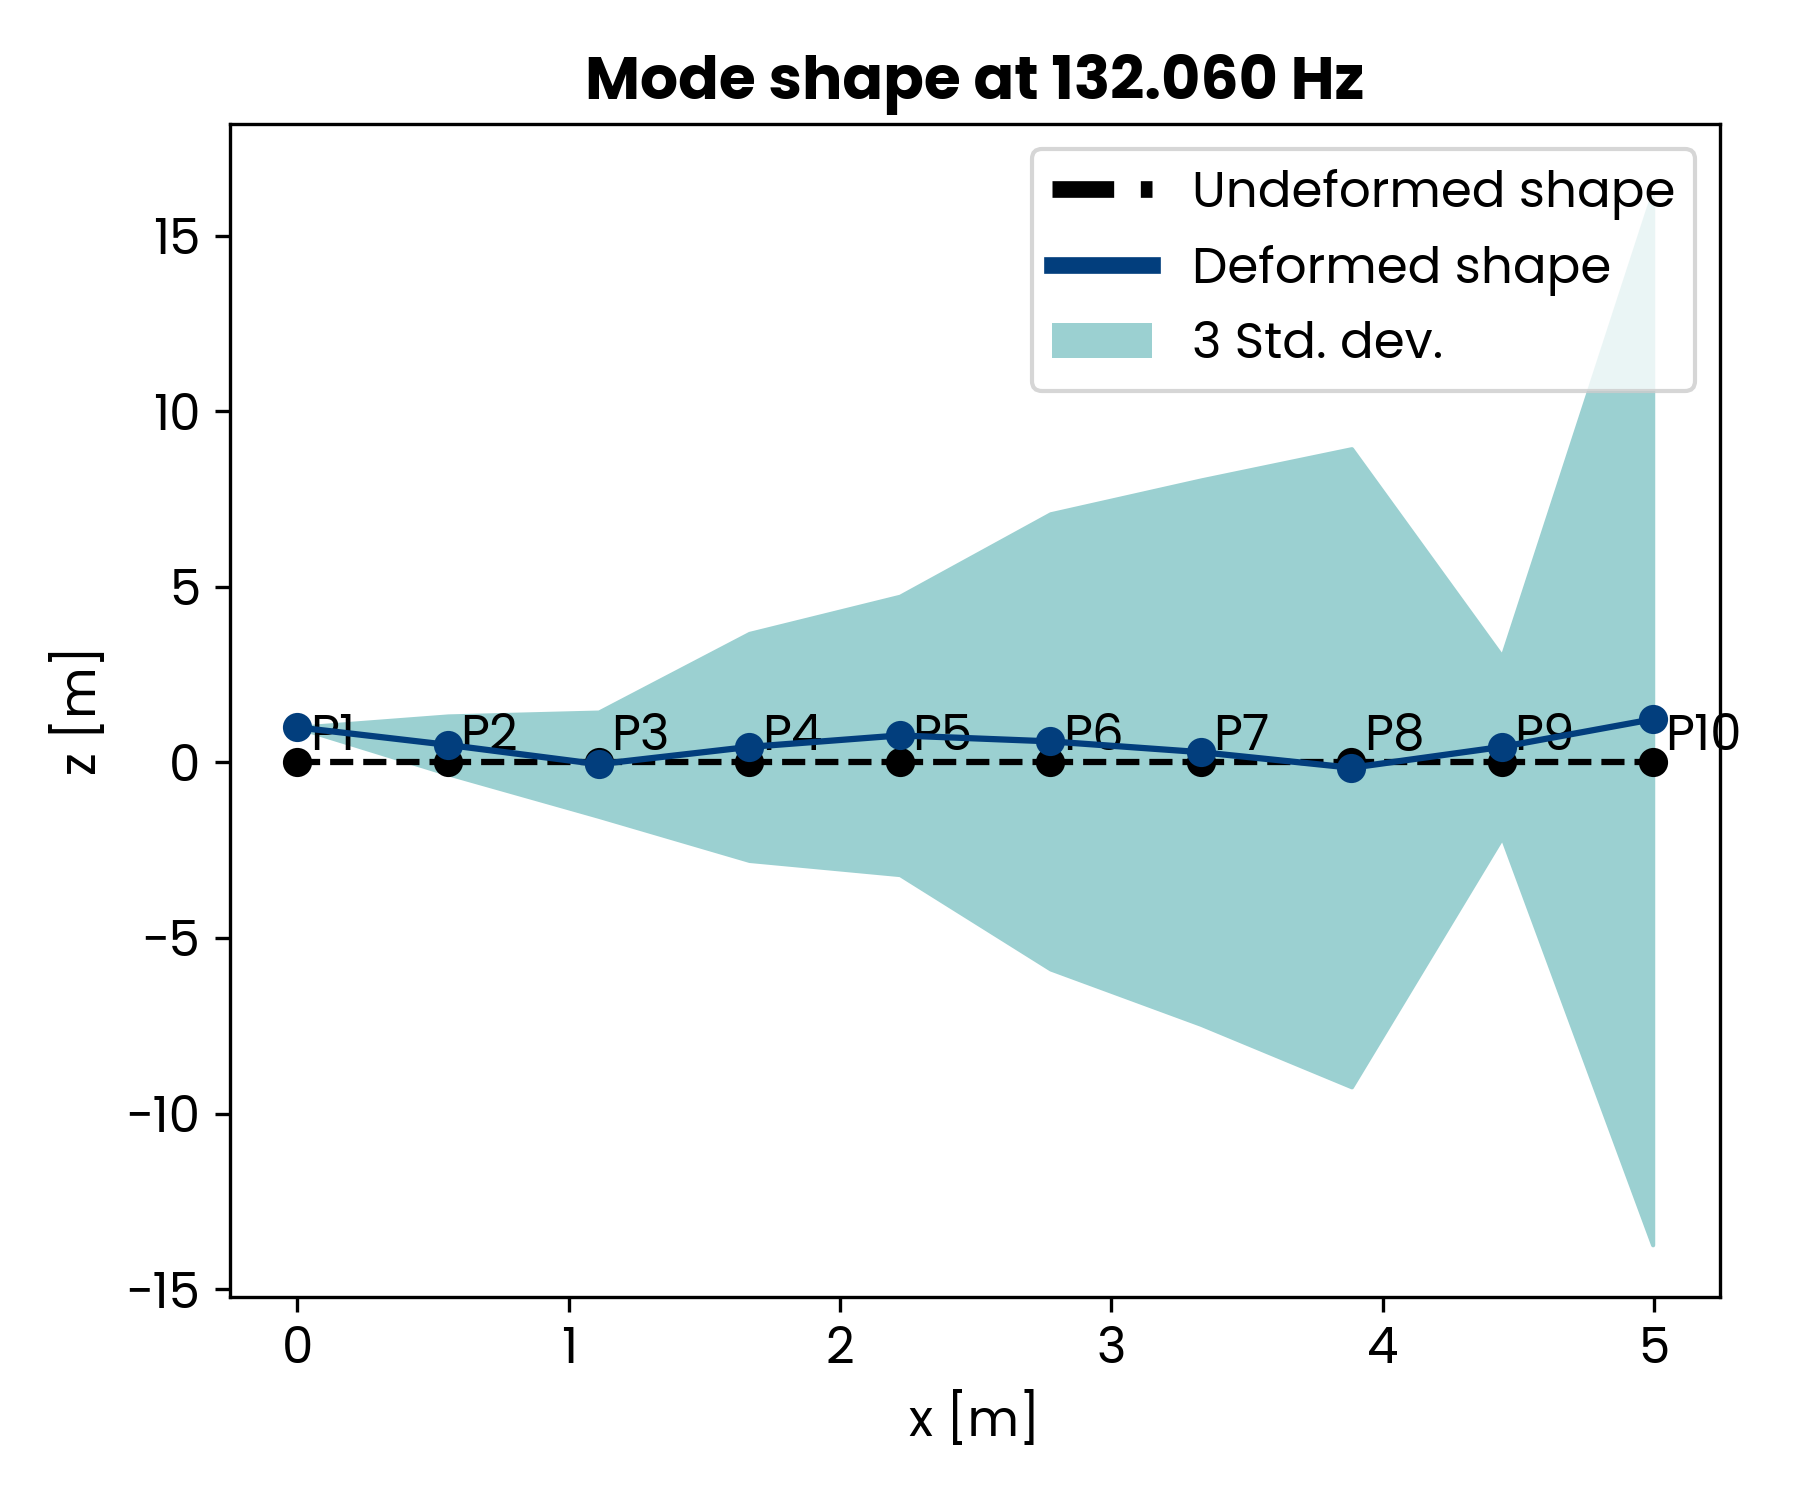 Mode shape at 132.060 Hz
Undeformed shape
Deformed shape
3 Std. dev.
15
10
5
0
−5
−10
−15
z [m]
P1 P2 P3 P4 P5 P6 P7 P8 P9 P10
0 1 2 3 4 5
x [m]